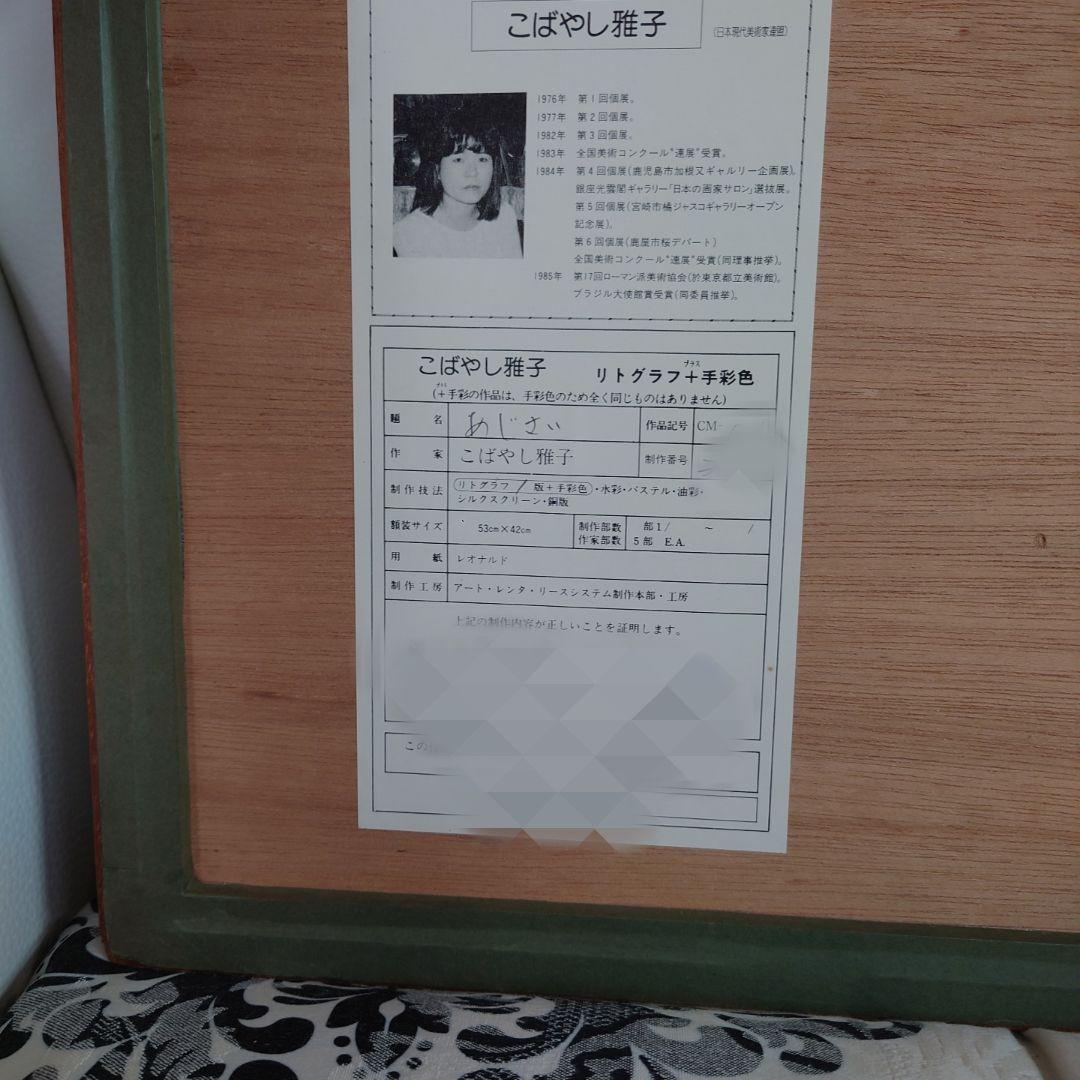 こばやし雅子 (日本現代美術家連盟)
1976年 第1回個展。
1977年 第2回個展。
1982年 第3回個展。
1983年 全国美術コンクール"連展"受賞。
1984年 第4回個展(鹿児島市加根又ギャルリー企画展)。
銀座光雲閣ギャラリー「日本の画家サロン」選抜展。
第5回個展(宮崎市橘ジャスコギャラリーオープン
記念展)。
第6回個展(鹿屋市桜デパート)
全国美術コンクール"連展"受賞(同理事推挙)。
1985年 第17回ローマン派美術協会(於東京都立美術館)。
ブラジル大使館賞受賞(同委員推挙)。
こばやし雅子 リトグラフ+手彩色
プラス
(+手彩の作品は、手彩色のため全く同じものはありません)
題名 あじさい 作品記号 CM-
作家 こばやし雅子 制作番号
制作技法 リトグラフ / 版+手彩色・水彩・パステル・油彩・
シルクスクリーン・銅版
額装サイズ 53cm×42cm 制作部数 部1/ ~ /
作家部数 5部 E.A.
用紙 レオナルド
制作工房 アート・レンタ・リースシステム制作本部・工房
上記の制作内容が正しいことを証明します。
この